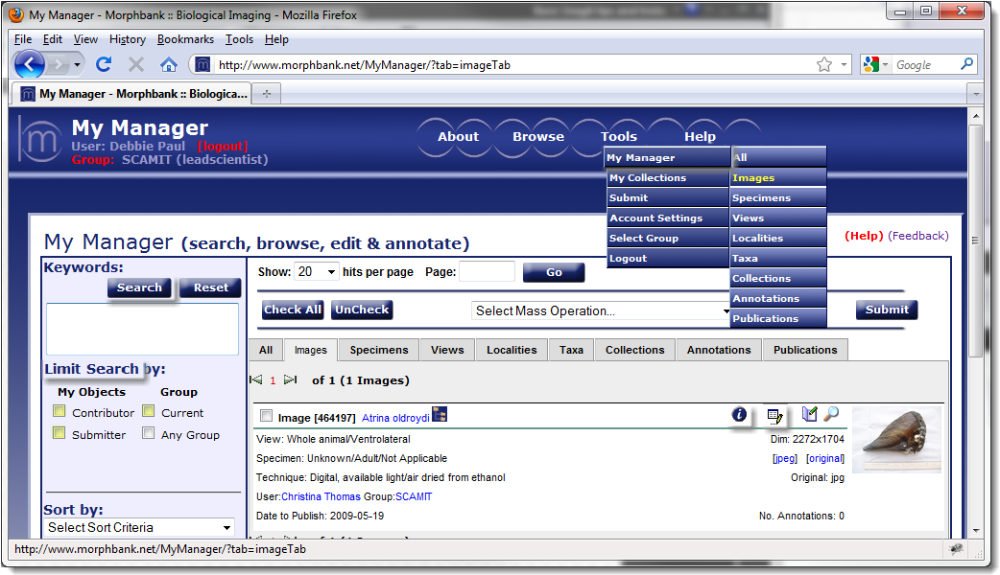 My Manager - Morphbank :: Biological Imaging - Mozilla Firefox
File Edit View History Bookmarks Tools Help
http://www.morphbank.net/MyManager/?tab=imageTab
Google
My Manager - Morphbank :: Biologica...
m
My Manager
User: Debbie Paul [logout]
Group: SCAMIT (leadscientist)
About Browse Tools Help
My Manager
My Collections
Submit
Account Settings
Select Group
Logout
All
Images
Specimens
Views
Localities
Taxa
Collections
Annotations
Publications
My Manager (search, browse, edit & annotate)
(Help) (Feedback)
Keywords:
Search Reset
Limit Search by:
My Objects Group
Contributor Current
Submitter Any Group
Sort by:
Select Sort Criteria
Show: 20 hits per page Page: Go
Check All UnCheck Select Mass Operation... Submit
All Images Specimens Views Localities Taxa Collections Annotations Publications
1 of 1 (1 Images)
Image [464197] Atrina oldroydi
View: Whole animal/Ventrolateral
Dim: 2272x1704
Specimen: Unknown/Adult/Not Applicable
[jpeg] [original]
Technique: Digital, available light/air dried from ethanol
Original: jpg
User:Christina Thomas Group:SCAMIT
Date to Publish: 2009-05-19
No. Annotations: 0
http://www.morphbank.net/MyManager/?tab=imageTab